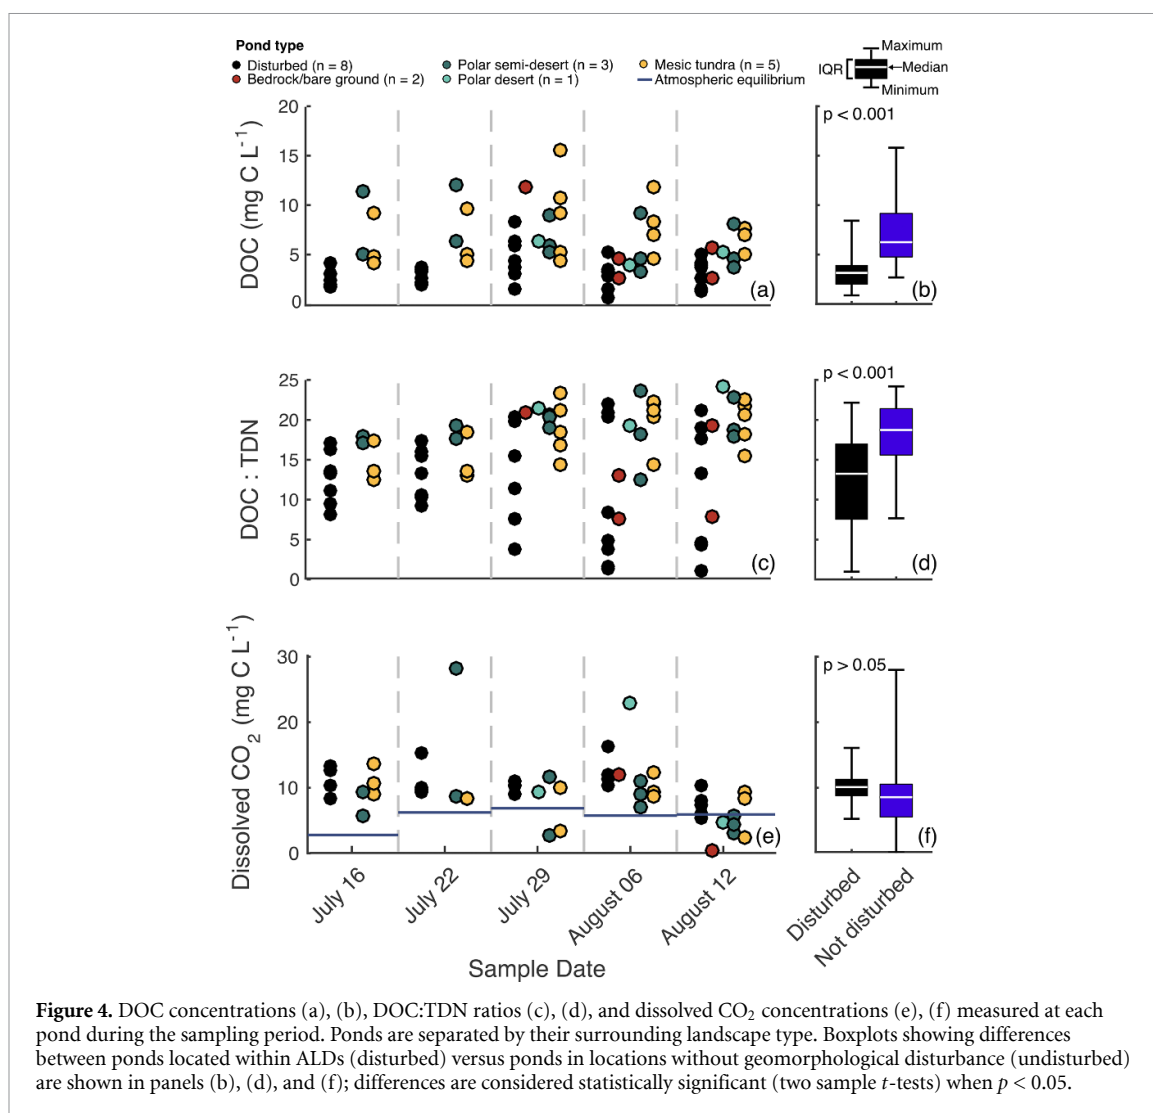 Pond type
Disturbed (n = 8)
Bedrock/bare ground (n = 2)
Polar semi-desert (n = 3)
Polar desert (n = 1)
Mesic tundra (n = 5)
Atmospheric equilibrium
Maximum
IQR
Median
Minimum
DOC (mg C L⁻¹)
20
15
10
5
0
(a)
p < 0.001
(b)
DOC : TDN
25
20
15
10
5
0
(c)
p < 0.001
(d)
Dissolved CO₂ (mg C L⁻¹)
30
20
10
0
(e)
p > 0.05
(f)
July 16
July 22
July 29
August 06
August 12
Disturbed
Not disturbed
Sample Date
Figure 4. DOC concentrations (a), (b), DOC:TDN ratios (c), (d), and dissolved CO₂ concentrations (e), (f) measured at each
pond during the sampling period. Ponds are separated by their surrounding landscape type. Boxplots showing differences
between ponds located within ALDs (disturbed) versus ponds in locations without geomorphological disturbance (undisturbed)
are shown in panels (b), (d), and (f); differences are considered statistically significant (two sample t-tests) when p < 0.05.